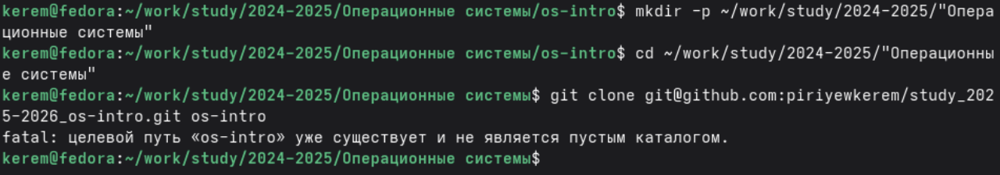 kerem@fedora:~/work/study/2024-2025/Операционные системы/os-intro$ mkdir -p ~/work/study/2024-2025/"Опера
ционные системы"
kerem@fedora:~/work/study/2024-2025/Операционные системы/os-intro$ cd ~/work/study/2024-2025/"Операционны
е системы"
kerem@fedora:~/work/study/2024-2025/Операционные системы$ git clone git@github.com:piriyewkerem/study_202
5-2026_os-intro.git os-intro
fatal: целевой путь «os-intro» уже существует и не является пустым каталогом.
kerem@fedora:~/work/study/2024-2025/Операционные системы$